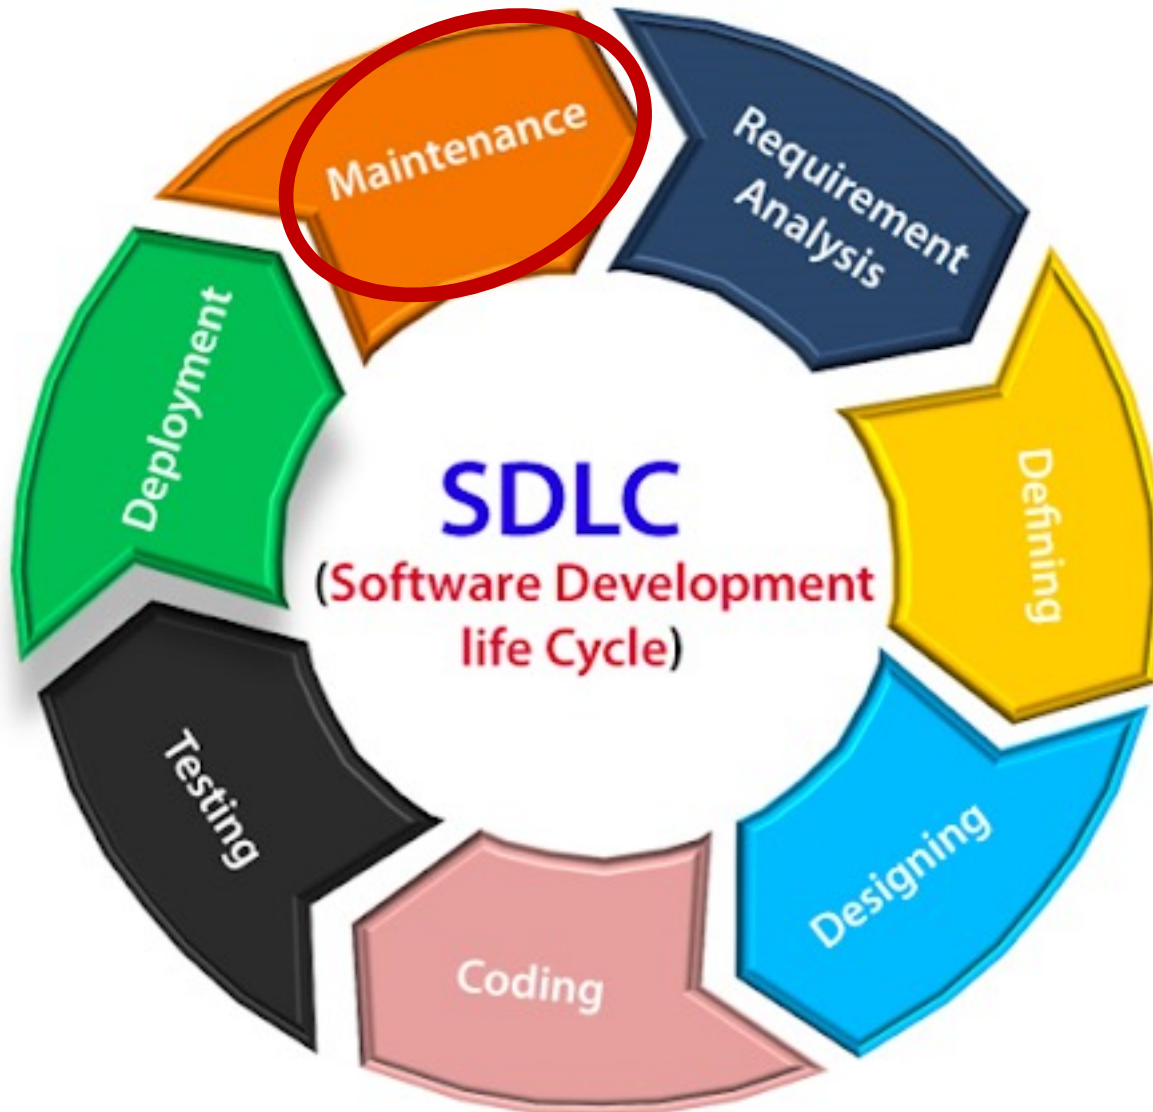 SDLC
(Software Development
life Cycle)
Requirement
Analysis
Defining
Designing
Coding
Testing
Deployment
Maintenance